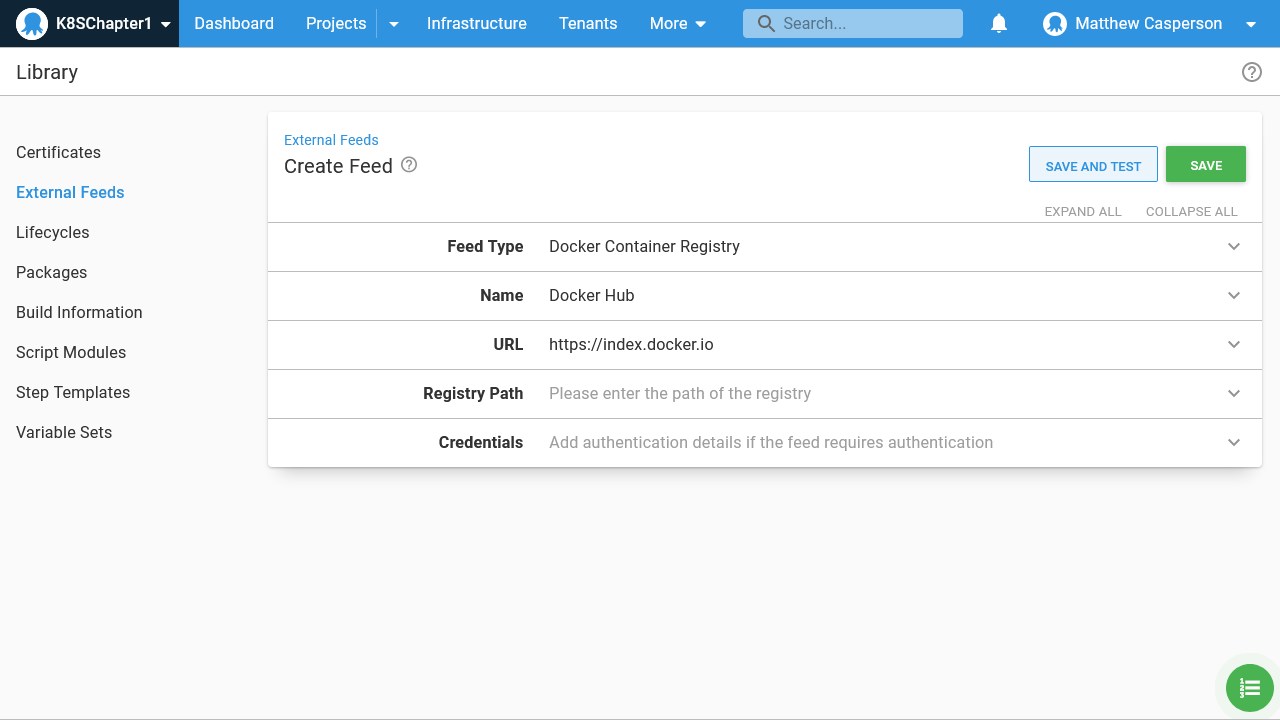 K8SChapter1 Dashboard Projects Infrastructure Tenants More Search... Matthew Casperson
Library
Certificates
External Feeds
Lifecycles
Packages
Build Information
Script Modules
Step Templates
Variable Sets
External Feeds
Create Feed
SAVE AND TEST SAVE
EXPAND ALL COLLAPSE ALL
Feed Type Docker Container Registry
Name Docker Hub
URL https://index.docker.io
Registry Path Please enter the path of the registry
Credentials Add authentication details if the feed requires authentication